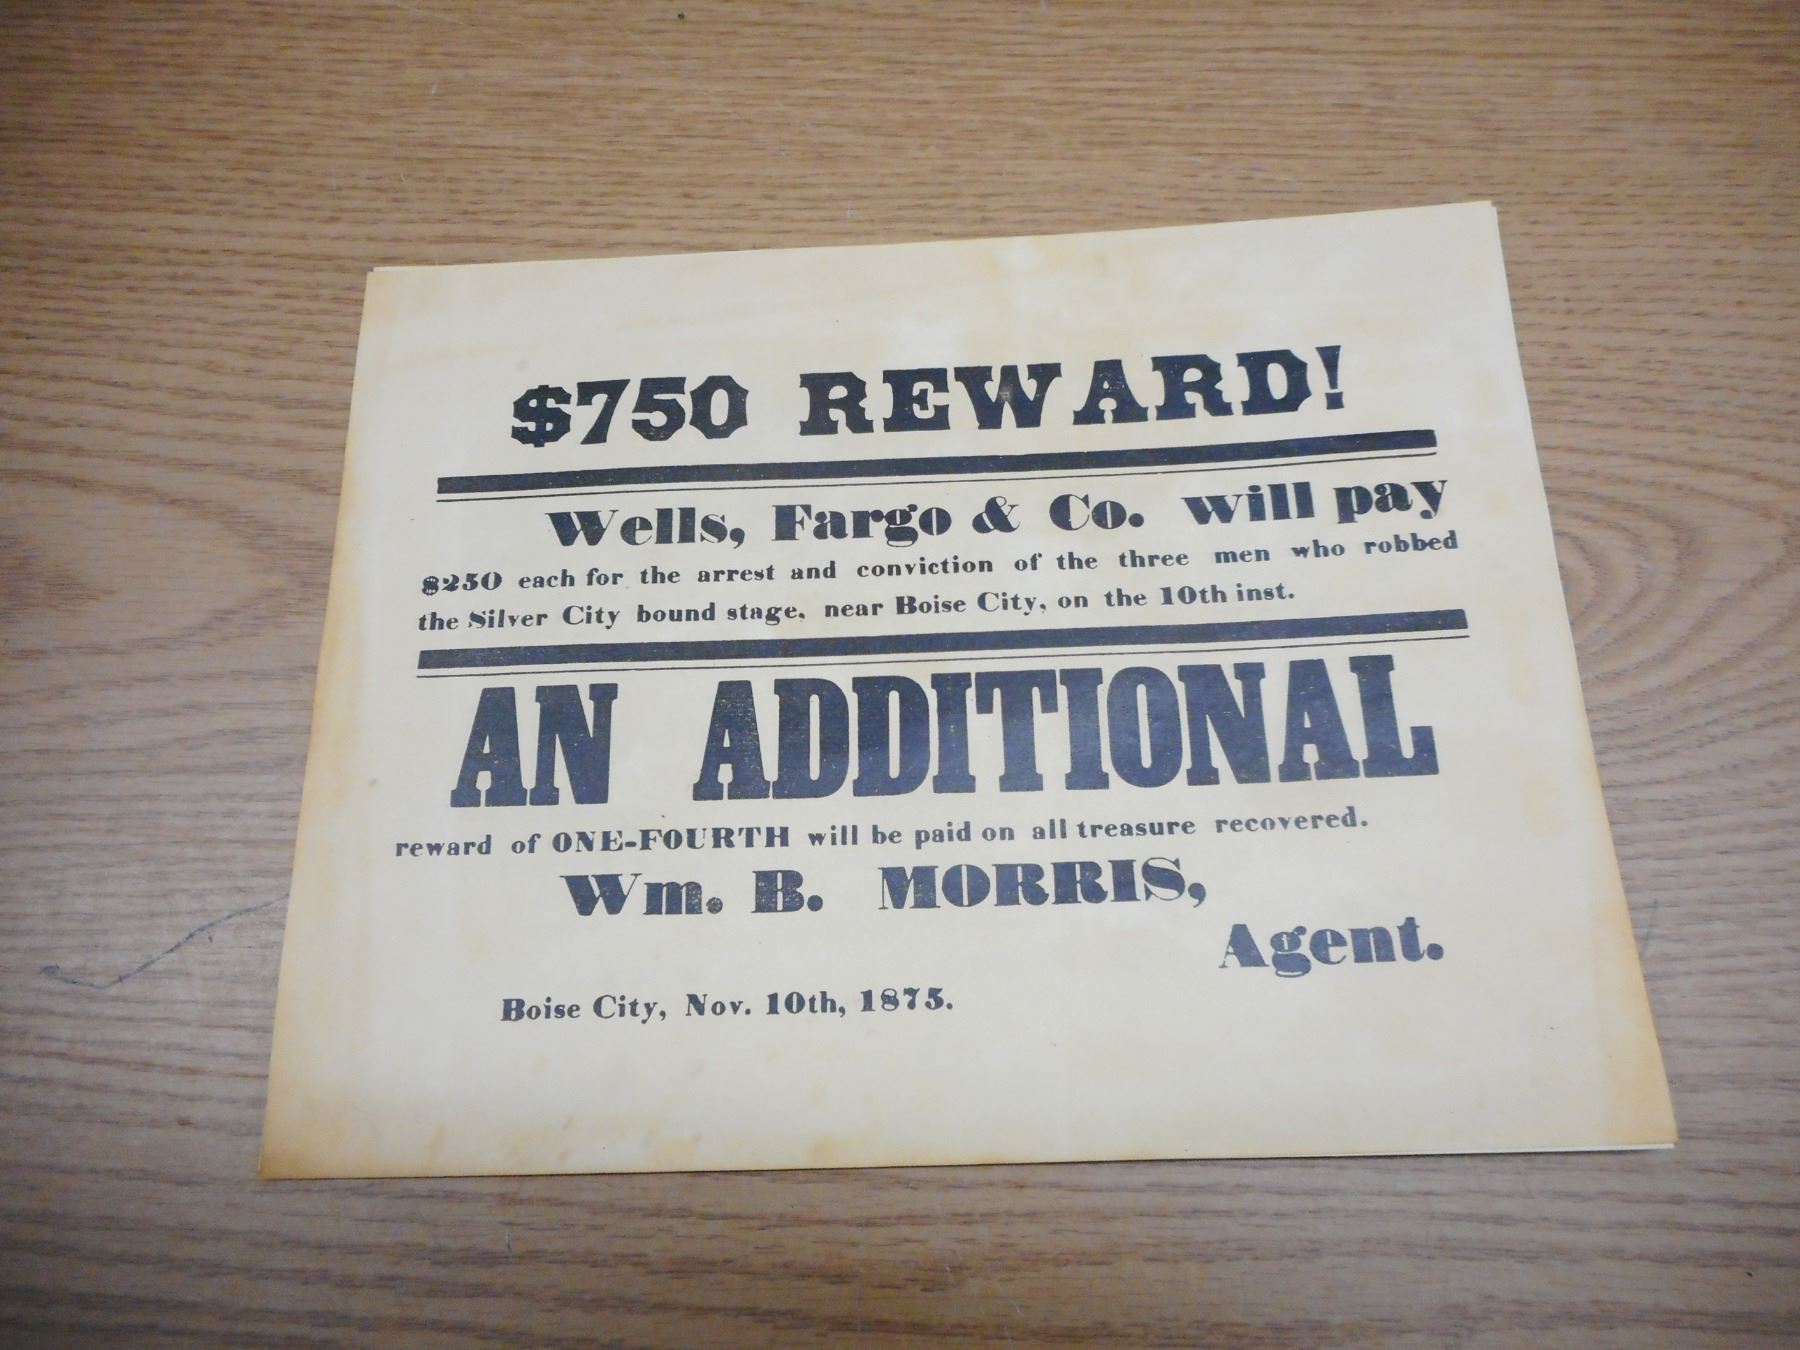 $750 REWARD!
Wells, Fargo & Co. will pay
$250 each for the arrest and conviction of the three men who robbed
the Silver City bound stage, near Boise City, on the 10th inst.
AN ADDITIONAL
reward of ONE-FOURTH will be paid on all treasure recovered.
Wm. B. MORRIS,
Agent.
Boise City, Nov. 10th, 1875.